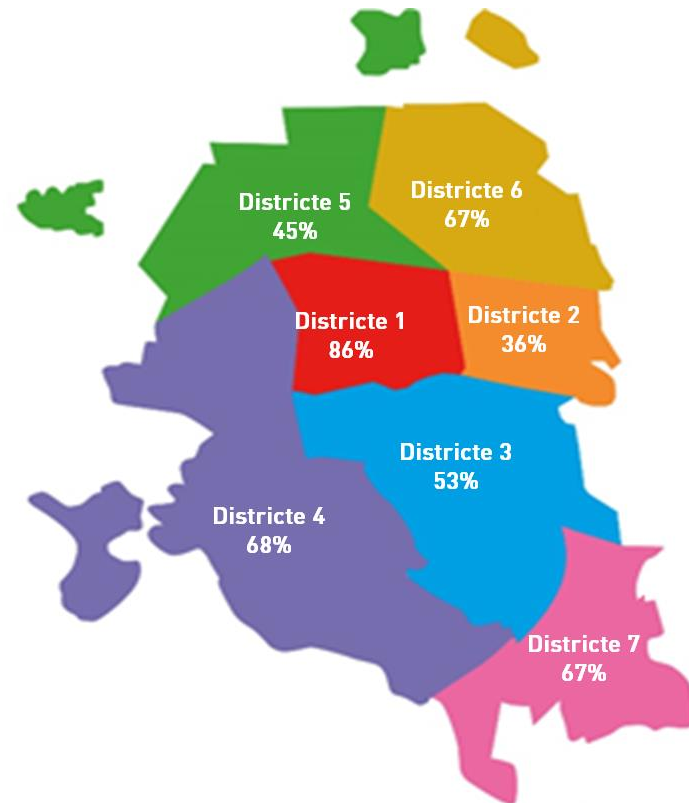 Districte 5
45%
Districte 6
67%
Districte 1
86%
Districte 2
36%
Districte 3
53%
Districte 4
68%
Districte 7
67%